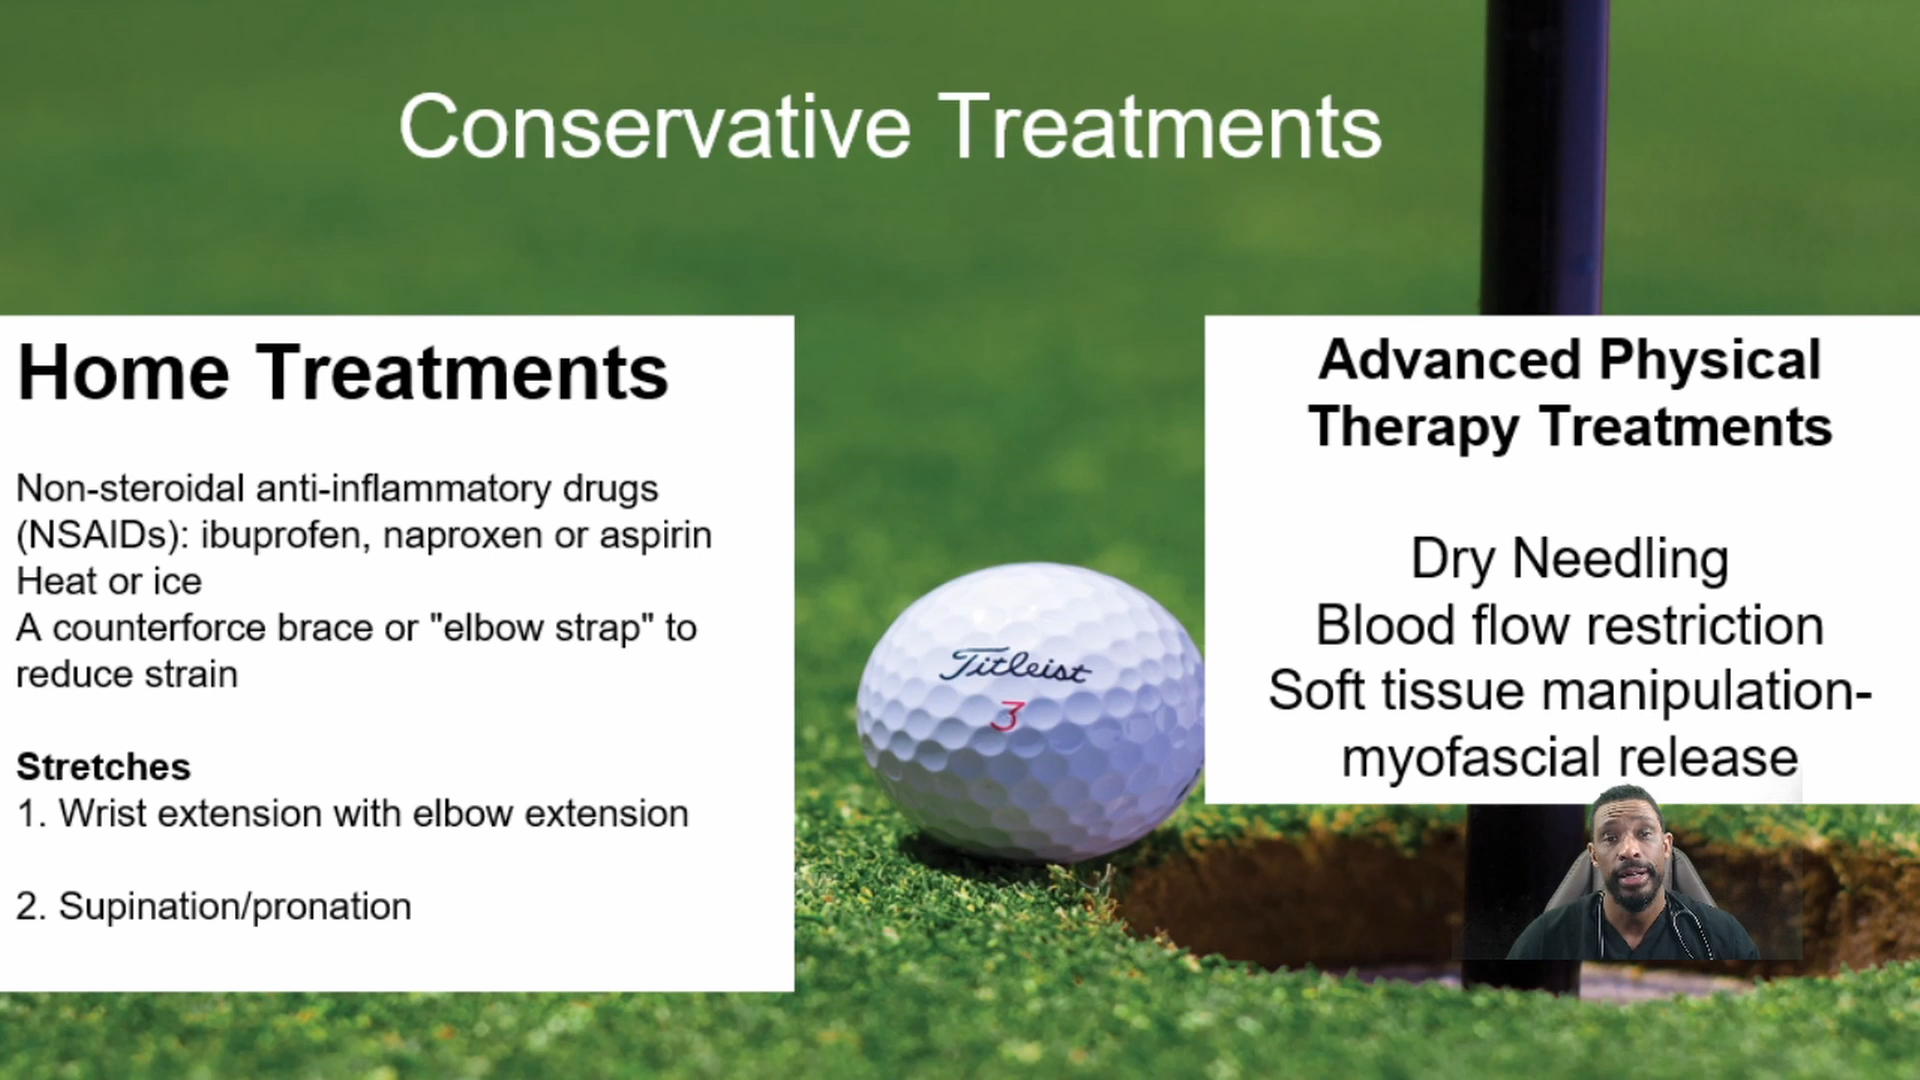 Conservative Treatments
Home Treatments
Non-steroidal anti-inflammatory drugs
(NSAIDs): ibuprofen, naproxen or aspirin
Heat or ice
A counterforce brace or "elbow strap" to
reduce strain
Stretches
1. Wrist extension with elbow extension
2. Supination/pronation
Titleist
3
Advanced Physical
Therapy Treatments
Dry Needling
Blood flow restriction
Soft tissue manipulation-
myofascial release